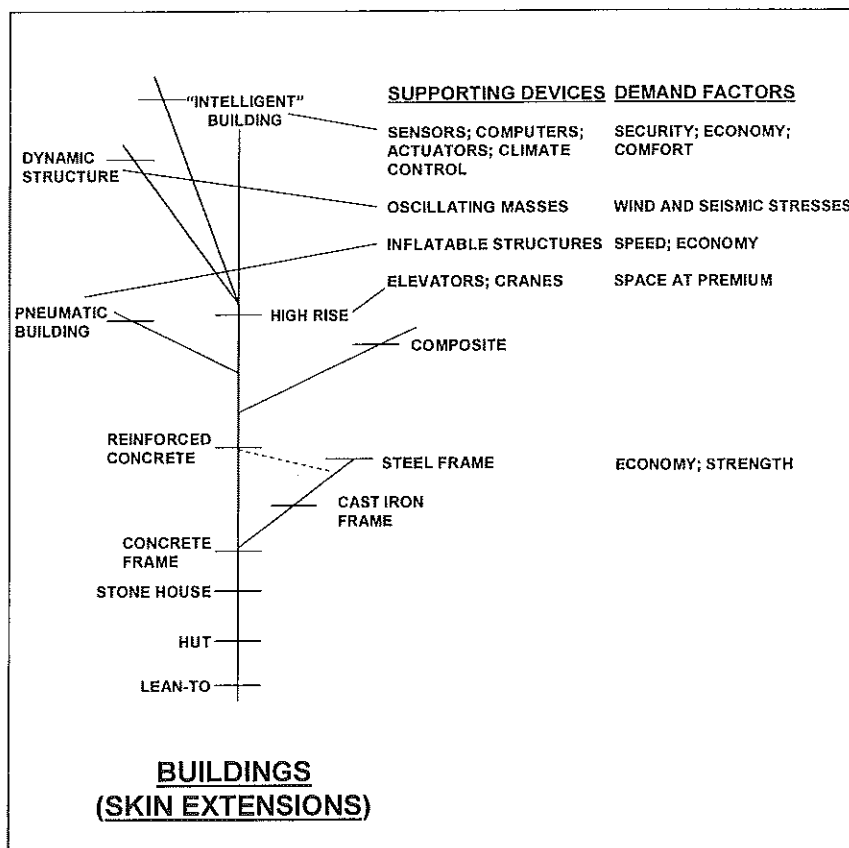 SUPPORTING DEVICES DEMAND FACTORS
"INTELLIGENT"
BUILDING
SENSORS; COMPUTERS;
ACTUATORS; CLIMATE
CONTROL
SECURITY; ECONOMY;
COMFORT
DYNAMIC
STRUCTURE
OSCILLATING MASSES
WIND AND SEISMIC STRESSES
INFLATABLE STRUCTURES
SPEED; ECONOMY
ELEVATORS; CRANES
SPACE AT PREMIUM
PNEUMATIC
BUILDING
HIGH RISE
COMPOSITE
REINFORCED
CONCRETE
STEEL FRAME
ECONOMY; STRENGTH
CAST IRON
FRAME
CONCRETE
FRAME
STONE HOUSE
HUT
LEAN-TO
BUILDINGS
(SKIN EXTENSIONS)